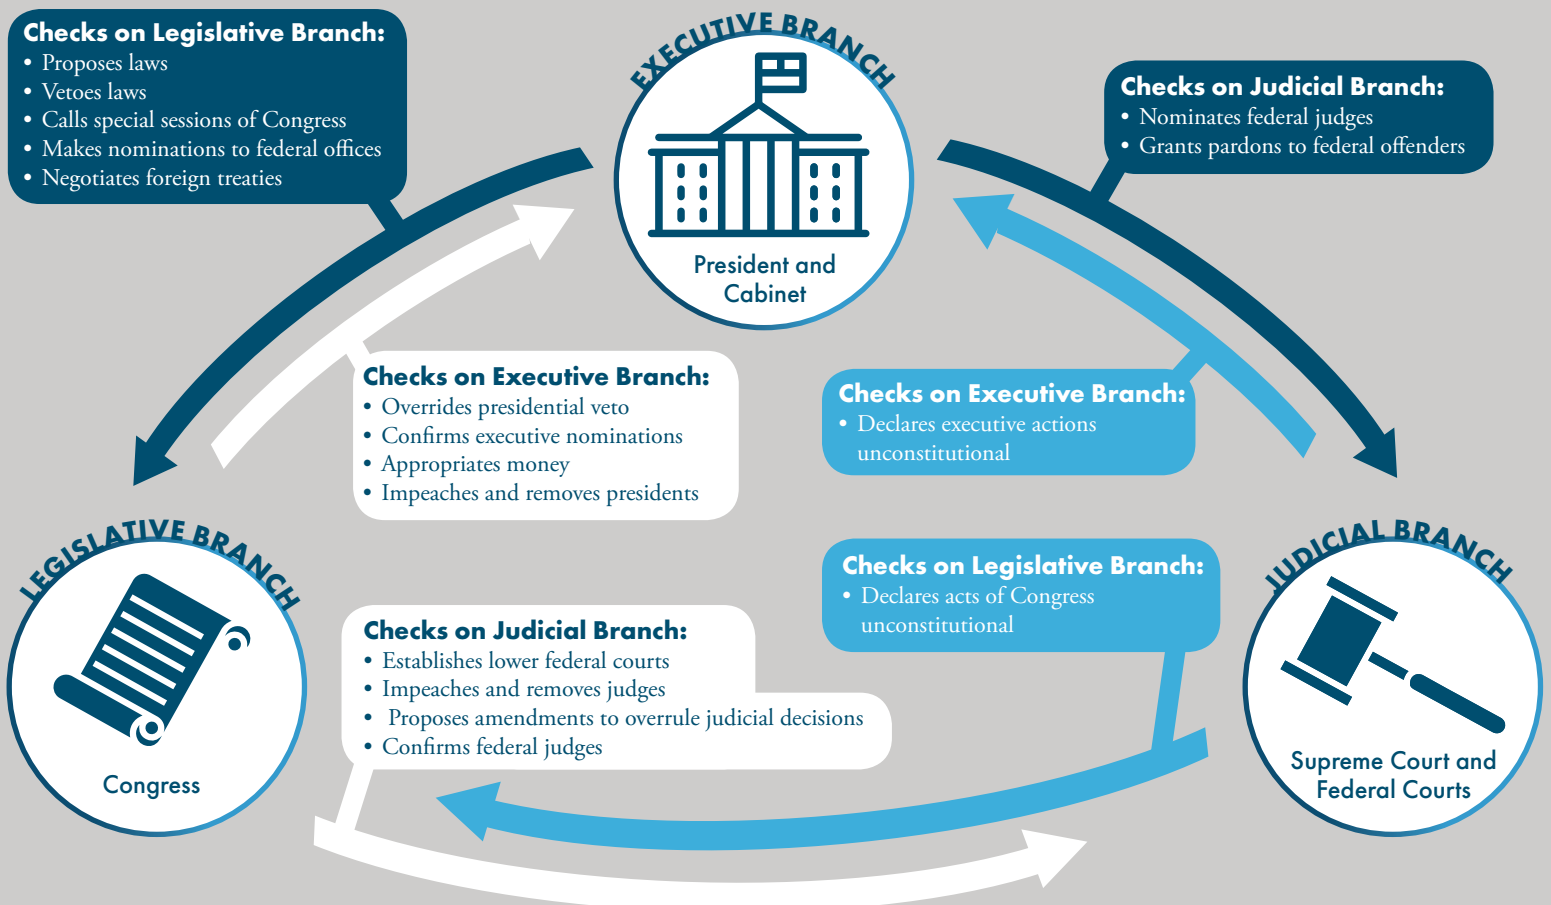 Checks on Legislative Branch:
• Proposes laws
• Vetoes laws
• Calls special sessions of Congress
• Makes nominations to federal offices
• Negotiates foreign treaties
EXECUTIVE BRANCH
President and
Cabinet
Checks on Judicial Branch:
• Nominates federal judges
• Grants pardons to federal offenders
Checks on Executive Branch:
• Overrides presidential veto
• Confirms executive nominations
• Appropriates money
• Impeaches and removes presidents
Checks on Executive Branch:
• Declares executive actions
unconstitutional
LEGISLATIVE BRANCH
Congress
Checks on Judicial Branch:
• Establishes lower federal courts
• Impeaches and removes judges
• Proposes amendments to overrule judicial decisions
• Confirms federal judges
Checks on Legislative Branch:
• Declares acts of Congress
unconstitutional
JUDICIAL BRANCH
Supreme Court and
Federal Courts